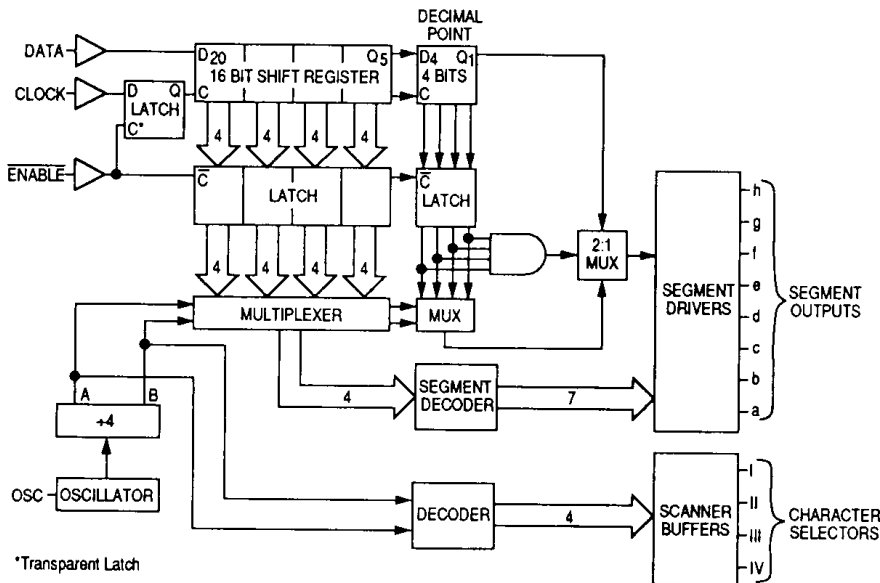 DECIMAL
POINT
DATA
D20
Q5
16 BIT SHIFT REGISTER
C
D4 Q1
4 BITS
C
CLOCK
D Q
LATCH
C*
4 4 4 4
ENABLE
C
LATCH
C
LATCH
4 4 4 4
2:1
MUX
MULTIPLEXER
MUX
SEGMENT
DRIVERS
h
g
f
e
d
c
b
a
SEGMENT
OUTPUTS
A B
÷4
4
SEGMENT
DECODER
7
OSC
OSCILLATOR
DECODER
4
SCANNER
BUFFERS
I
II
III
IV
CHARACTER
SELECTORS
*Transparent Latch